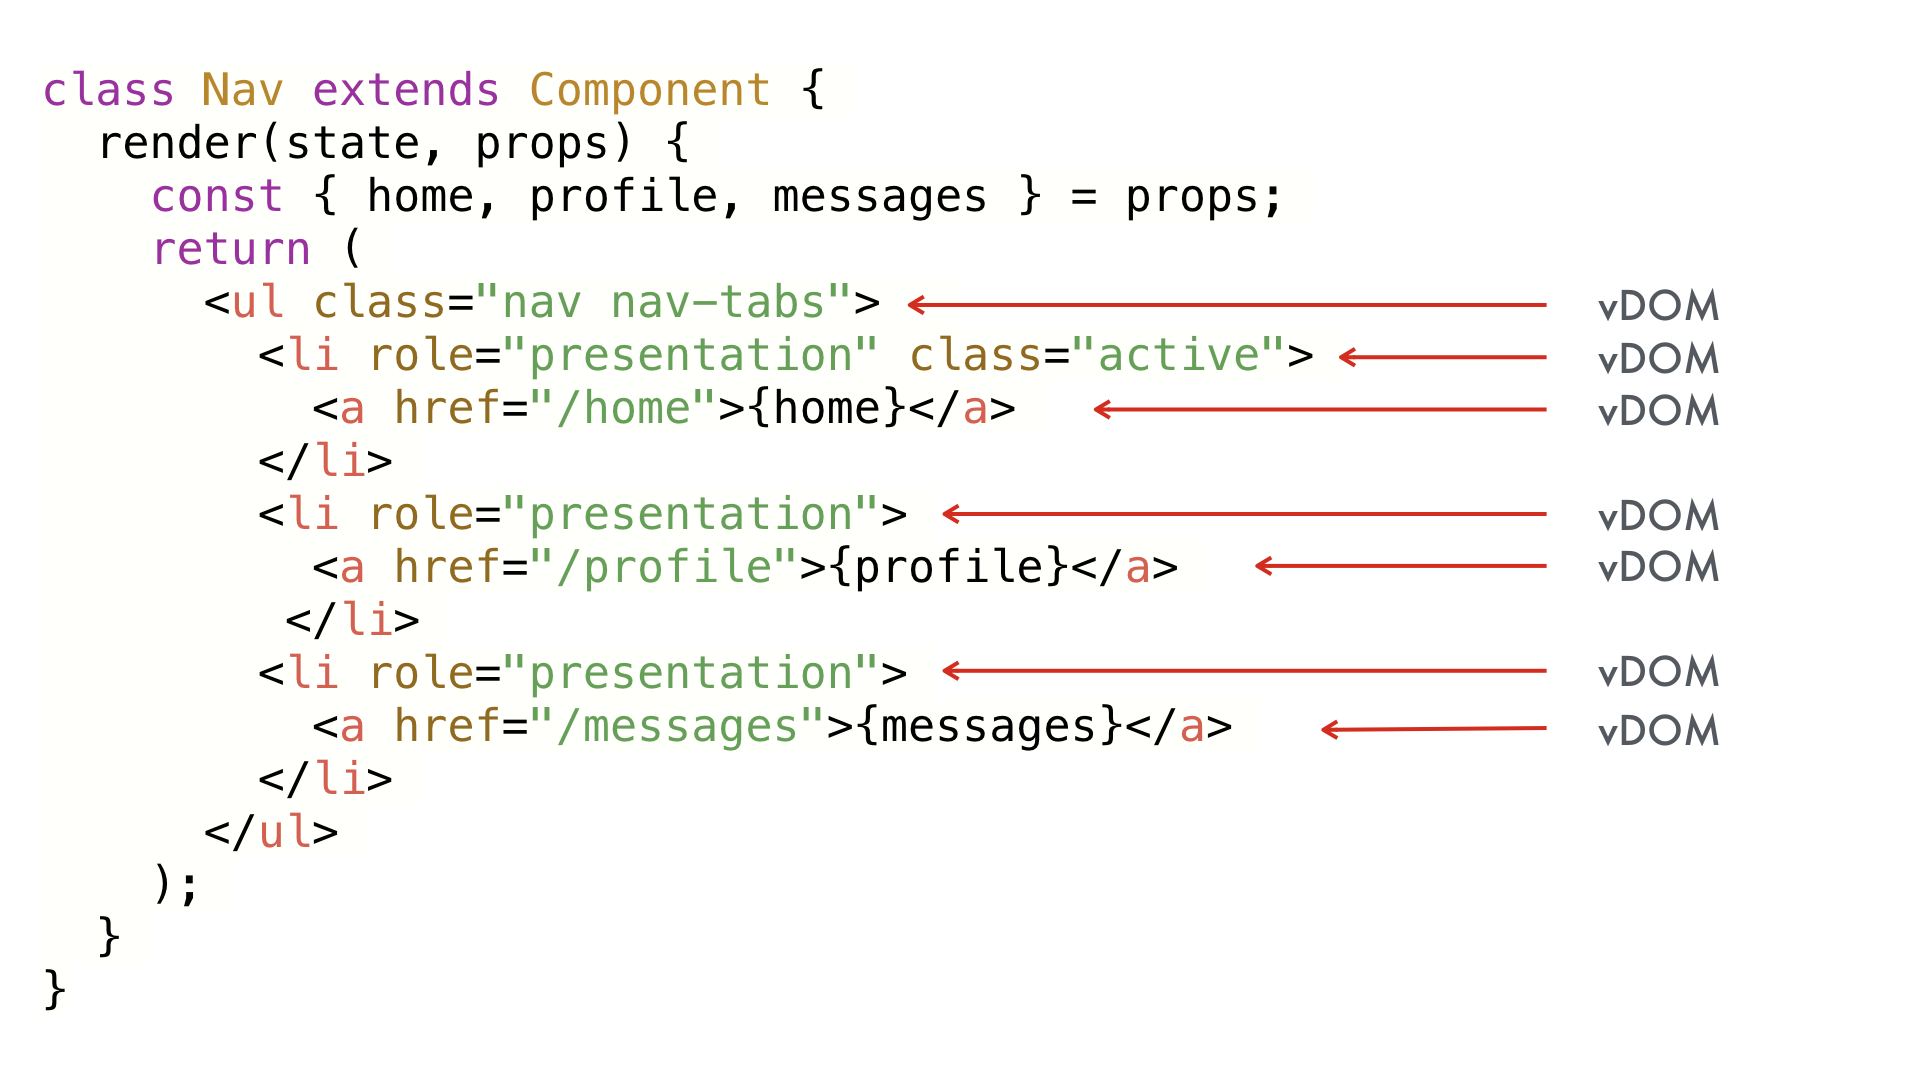 class Nav extends Component {
  render(state, props) {
    const { home, profile, messages } = props;
    return (
      <ul class="nav nav-tabs"> vDOM
        <li role="presentation" class="active"> vDOM
          <a href="/home">{home}</a> vDOM
        </li>
        <li role="presentation"> vDOM
          <a href="/profile">{profile}</a> vDOM
         </li>
        <li role="presentation"> vDOM
          <a href="/messages">{messages}</a> vDOM
        </li>
      </ul>
    );
  }
}